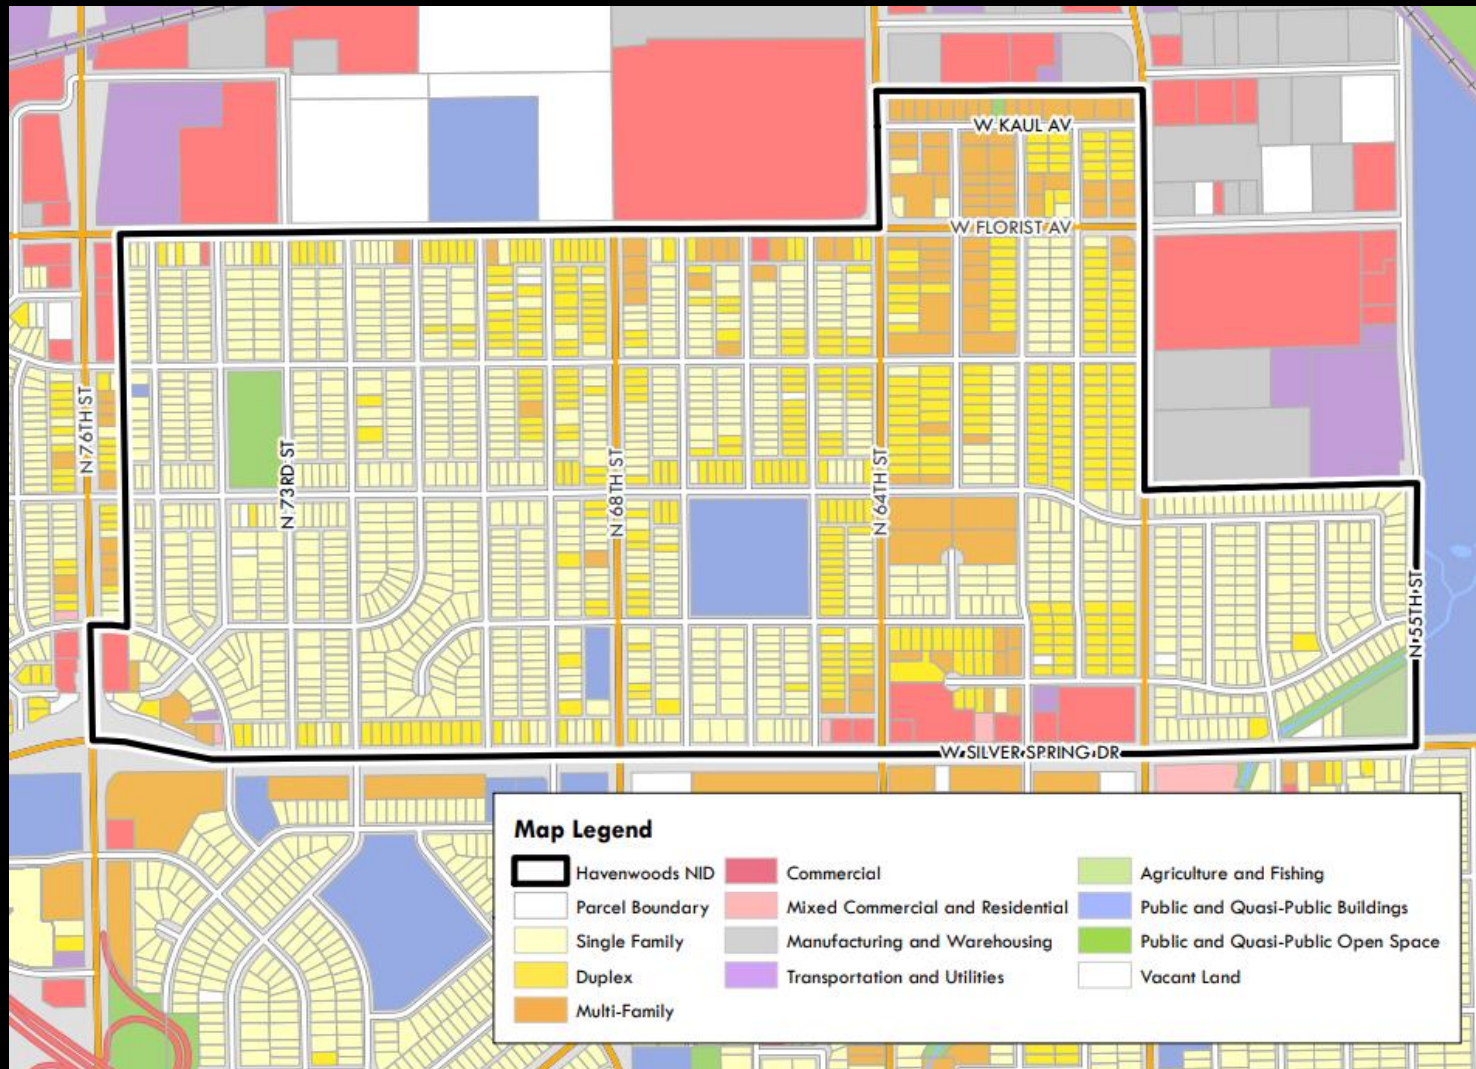 W KAUL AV
W FLORIST AV
N 76TH ST
N 73RD ST
N 68TH ST
N 64TH ST
N 55TH ST
W SILVER SPRING DR
Map Legend
Havenwoods NID
Parcel Boundary
Single Family
Duplex
Multi-Family
Commercial
Mixed Commercial and Residential
Manufacturing and Warehousing
Transportation and Utilities
Agriculture and Fishing
Public and Quasi-Public Buildings
Public and Quasi-Public Open Space
Vacant Land